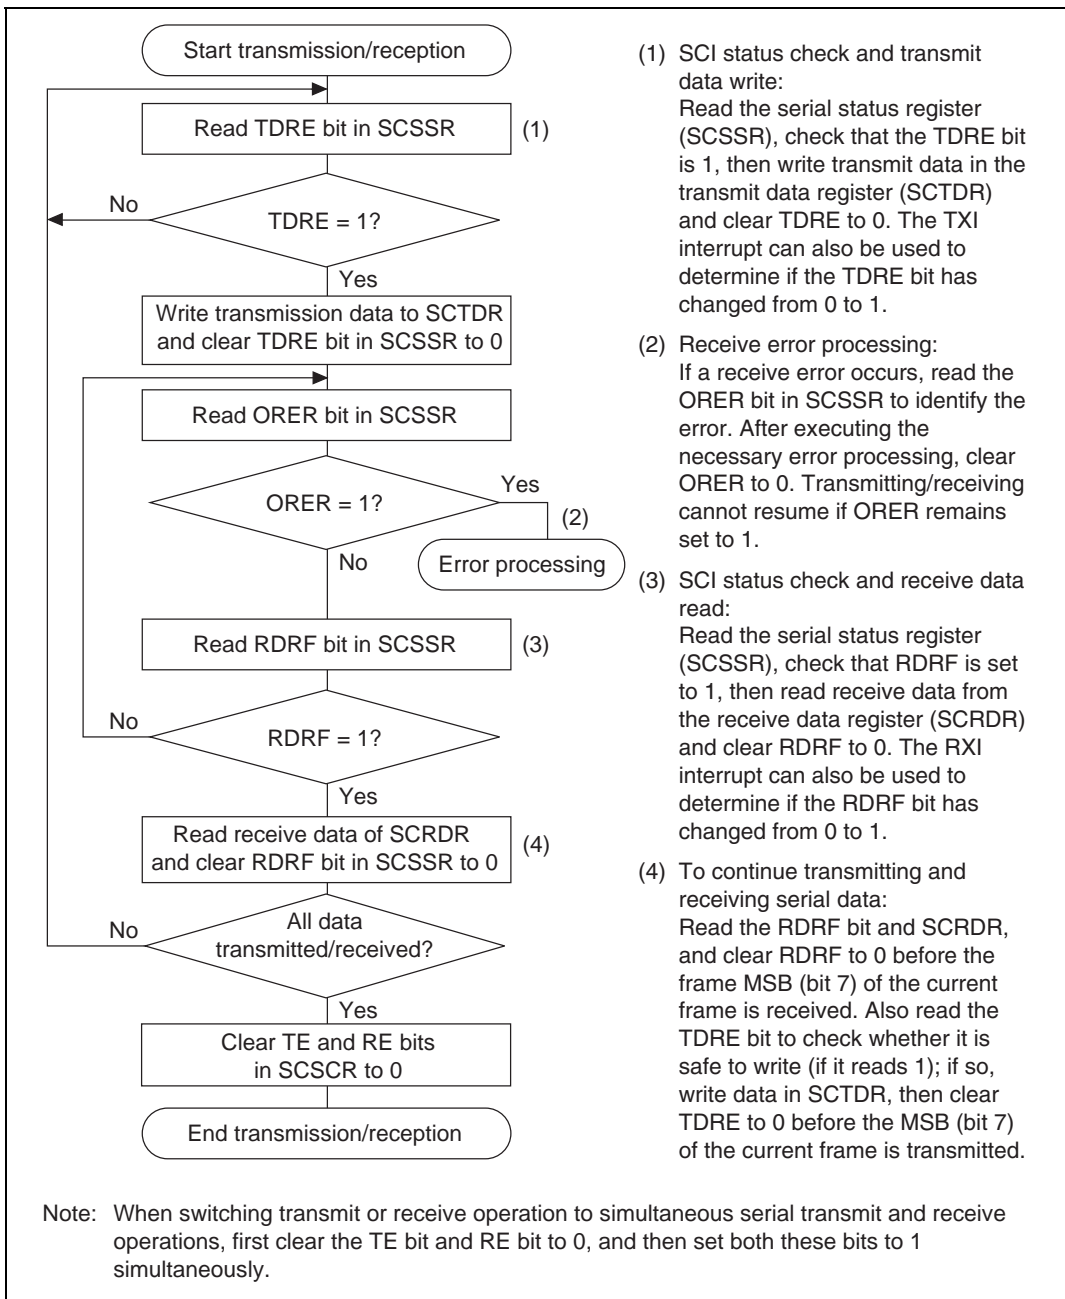 Start transmission/reception
Read TDRE bit in SCSSR
(1)
No
TDRE = 1?
Yes
Write transmission data to SCTDR
and clear TDRE bit in SCSSR to 0
Read ORER bit in SCSSR
ORER = 1?
Yes
(2)
Error processing
No
Read RDRF bit in SCSSR
(3)
No
RDRF = 1?
Yes
Read receive data of SCRDR
and clear RDRF bit in SCSSR to 0
(4)
No
All data
transmitted/received?
Yes
Clear TE and RE bits
in SCSCR to 0
End transmission/reception
(1) SCI status check and transmit
data write:
Read the serial status register
(SCSSR), check that the TDRE bit
is 1, then write transmit data in the
transmit data register (SCTDR)
and clear TDRE to 0. The TXI
interrupt can also be used to
determine if the TDRE bit has
changed from 0 to 1.
(2) Receive error processing:
If a receive error occurs, read the
ORER bit in SCSSR to identify the
error. After executing the
necessary error processing, clear
ORER to 0. Transmitting/receiving
cannot resume if ORER remains
set to 1.
(3) SCI status check and receive data
read:
Read the serial status register
(SCSSR), check that RDRF is set
to 1, then read receive data from
the receive data register (SCRDR)
and clear RDRF to 0. The RXI
interrupt can also be used to
determine if the RDRF bit has
changed from 0 to 1.
(4) To continue transmitting and
receiving serial data:
Read the RDRF bit and SCRDR,
and clear RDRF to 0 before the
frame MSB (bit 7) of the current
frame is received. Also read the
TDRE bit to check whether it is
safe to write (if it reads 1); if so,
write data in SCTDR, then clear
TDRE to 0 before the MSB (bit 7)
of the current frame is transmitted.
Note: When switching transmit or receive operation to simultaneous serial transmit and receive
operations, first clear the TE bit and RE bit to 0, and then set both these bits to 1
simultaneously.